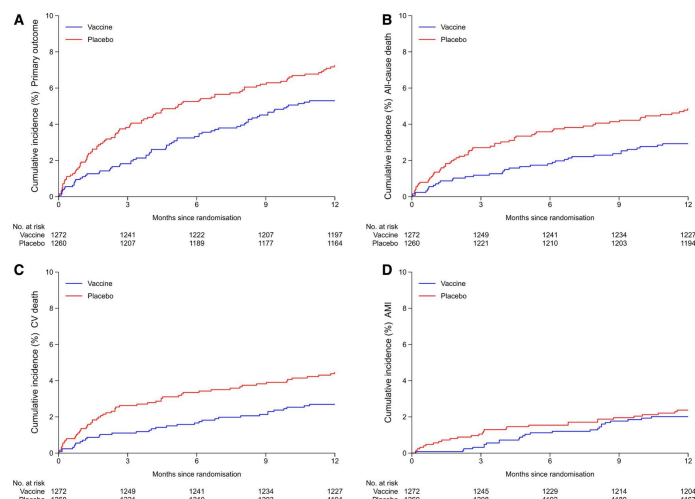 A
Cumulative incidence (%) Primary outcome
Vaccine
Placebo
10
8
6
4
2
0
0 3 6 9 12
Months since randomisation
No. at risk
Vaccine 1272 1241 1222 1207 1197
Placebo 1260 1207 1189 1177 1164
B
Cumulative incidence (%) All-cause death
Vaccine
Placebo
10
8
6
4
2
0
0 3 6 9 12
Months since randomisation
No. at risk
Vaccine 1272 1249 1241 1234 1227
Placebo 1260 1221 1210 1203 1194
C
Cumulative incidence (%) CV death
Vaccine
Placebo
10
8
6
4
2
0
0 3 6 9 12
Months since randomisation
No. at risk
Vaccine 1272 1249 1241 1234 1227
Placebo
D
Cumulative incidence (%) AMI
Vaccine
Placebo
10
8
6
4
2
0
0 3 6 9 12
Months since randomisation
No. at risk
Vaccine 1272 1245 1229 1214 1204
Placebo